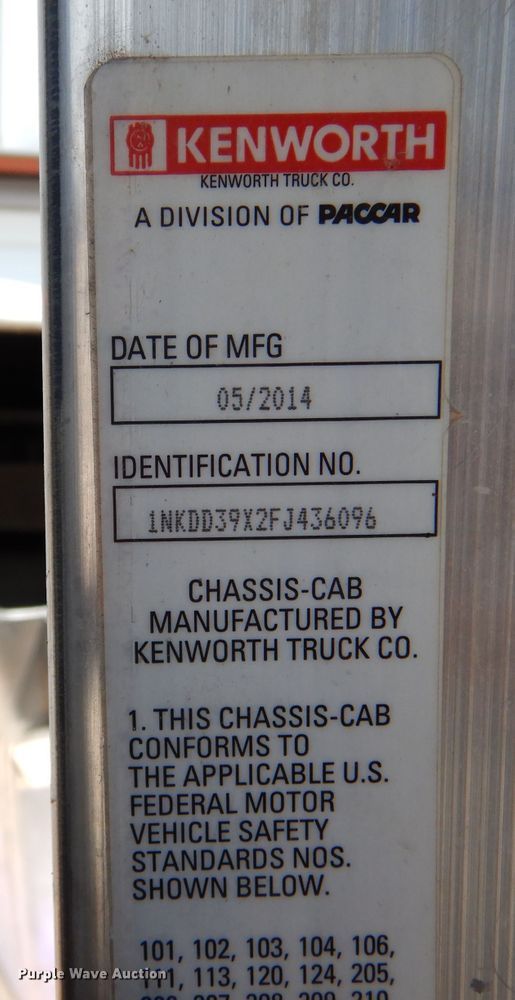 KENWORTH
KENWORTH TRUCK CO.
A DIVISION OF PACCAR
DATE OF MFG
05/2014
IDENTIFICATION NO.
1NKDD39X2FJ436096
CHASSIS-CAB
MANUFACTURED BY
KENWORTH TRUCK CO.
1. THIS CHASSIS-CAB
CONFORMS TO
THE APPLICABLE U.S.
FEDERAL MOTOR
VEHICLE SAFETY
STANDARDS NOS.
SHOWN BELOW.
101, 102, 103, 104, 106,
113, 120, 124, 205,
Purple Wave Auction